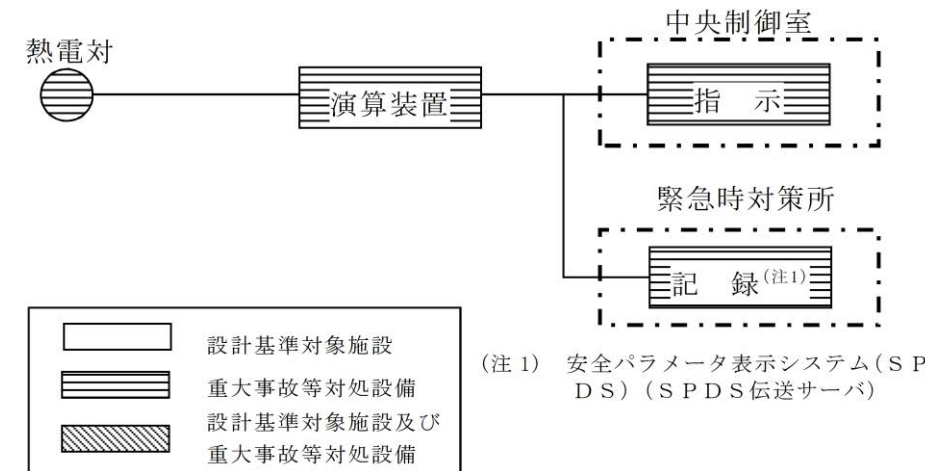 中央制御室
熱電対
演算装置
指 示
緊急時対策所
記 録(注1)
設計基準対象施設
重大事故等対処設備
設計基準対象施設及び
重大事故等対処設備
(注1) 安全パラメータ表示システム(SP
DS)(SPDS伝送サーバ)